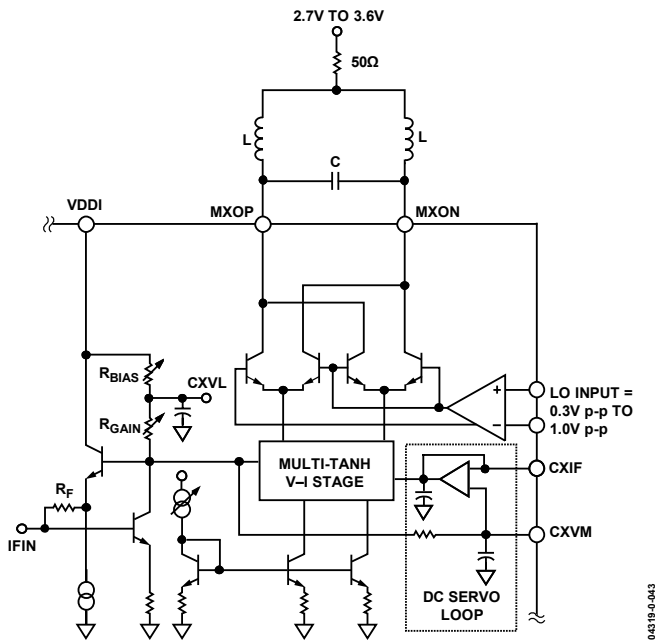 2.7V TO 3.6V
50Ω
L
L
C
VDDI
MXOP
MXON
RBIAS
CXVL
RGAIN
+
–
LO INPUT =
0.3V p-p TO
1.0V p-p
MULTI-TANH
V–I STAGE
CXIF
RF
IFIN
CXVM
DC SERVO
LOOP
04319-0-043